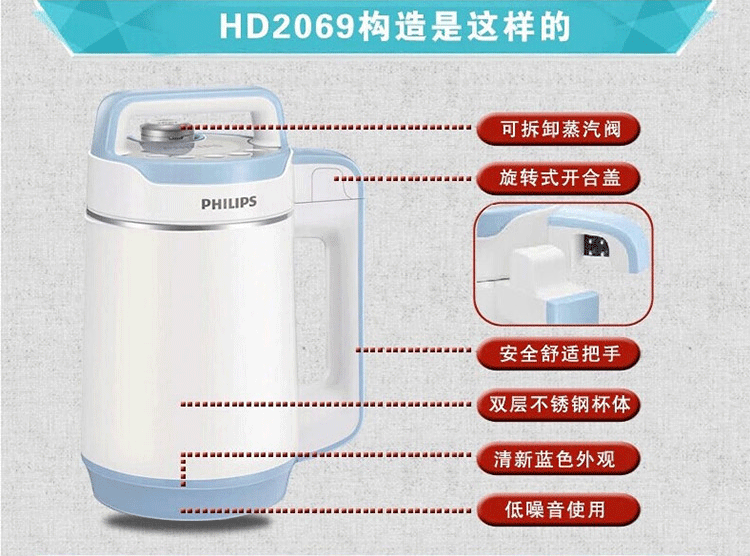 HD2069构造是这样的
可拆卸蒸汽阀
旋转式开合盖
PHILIPS
安全舒适把手
双层不锈钢杯体
清新蓝色外观
低噪音使用